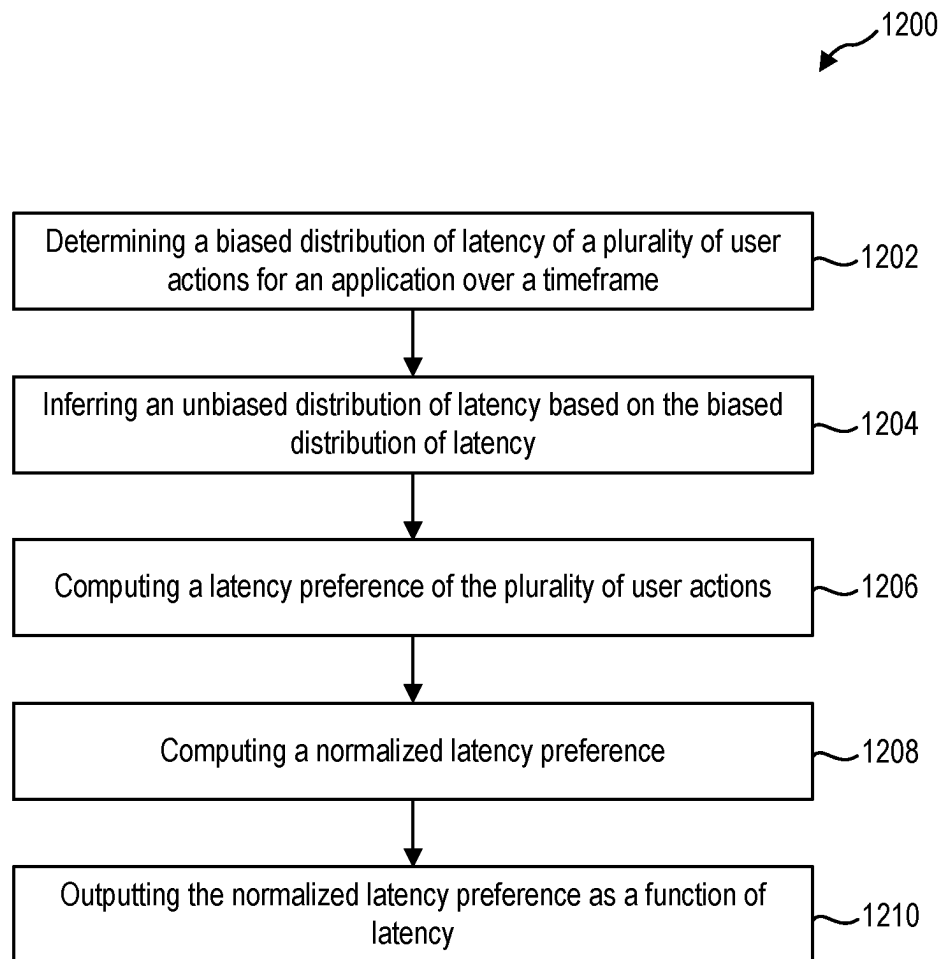 1200
Determining a biased distribution of latency of a plurality of user
actions for an application over a timeframe
1202
Inferring an unbiased distribution of latency based on the biased
distribution of latency
1204
Computing a latency preference of the plurality of user actions
1206
Computing a normalized latency preference
1208
Outputting the normalized latency preference as a function of
latency
1210